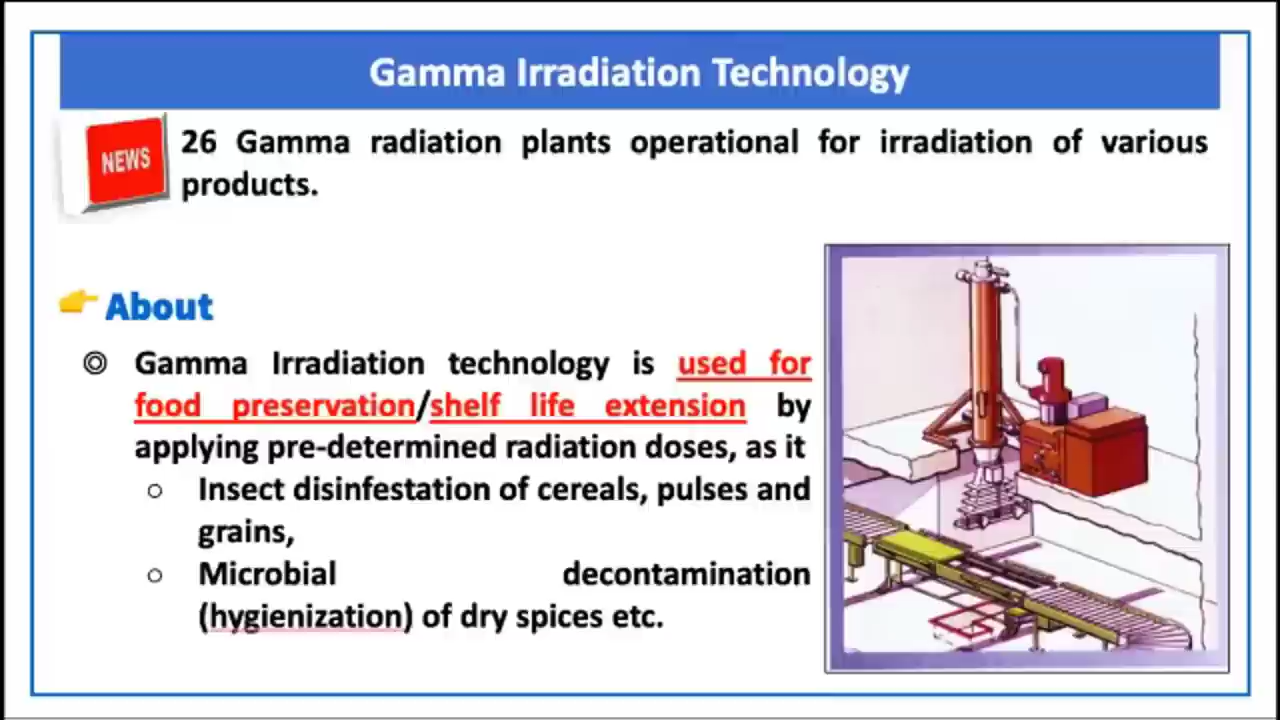 Gamma Irradiation Technology
NEWS
26 Gamma radiation plants operational for irradiation of various
products.
About
Gamma Irradiation technology is used for
food preservation/shelf life extension by
applying pre-determined radiation doses, as it
Insect disinfestation of cereals, pulses and
grains,
Microbial decontamination
(hygienization) of dry spices etc.